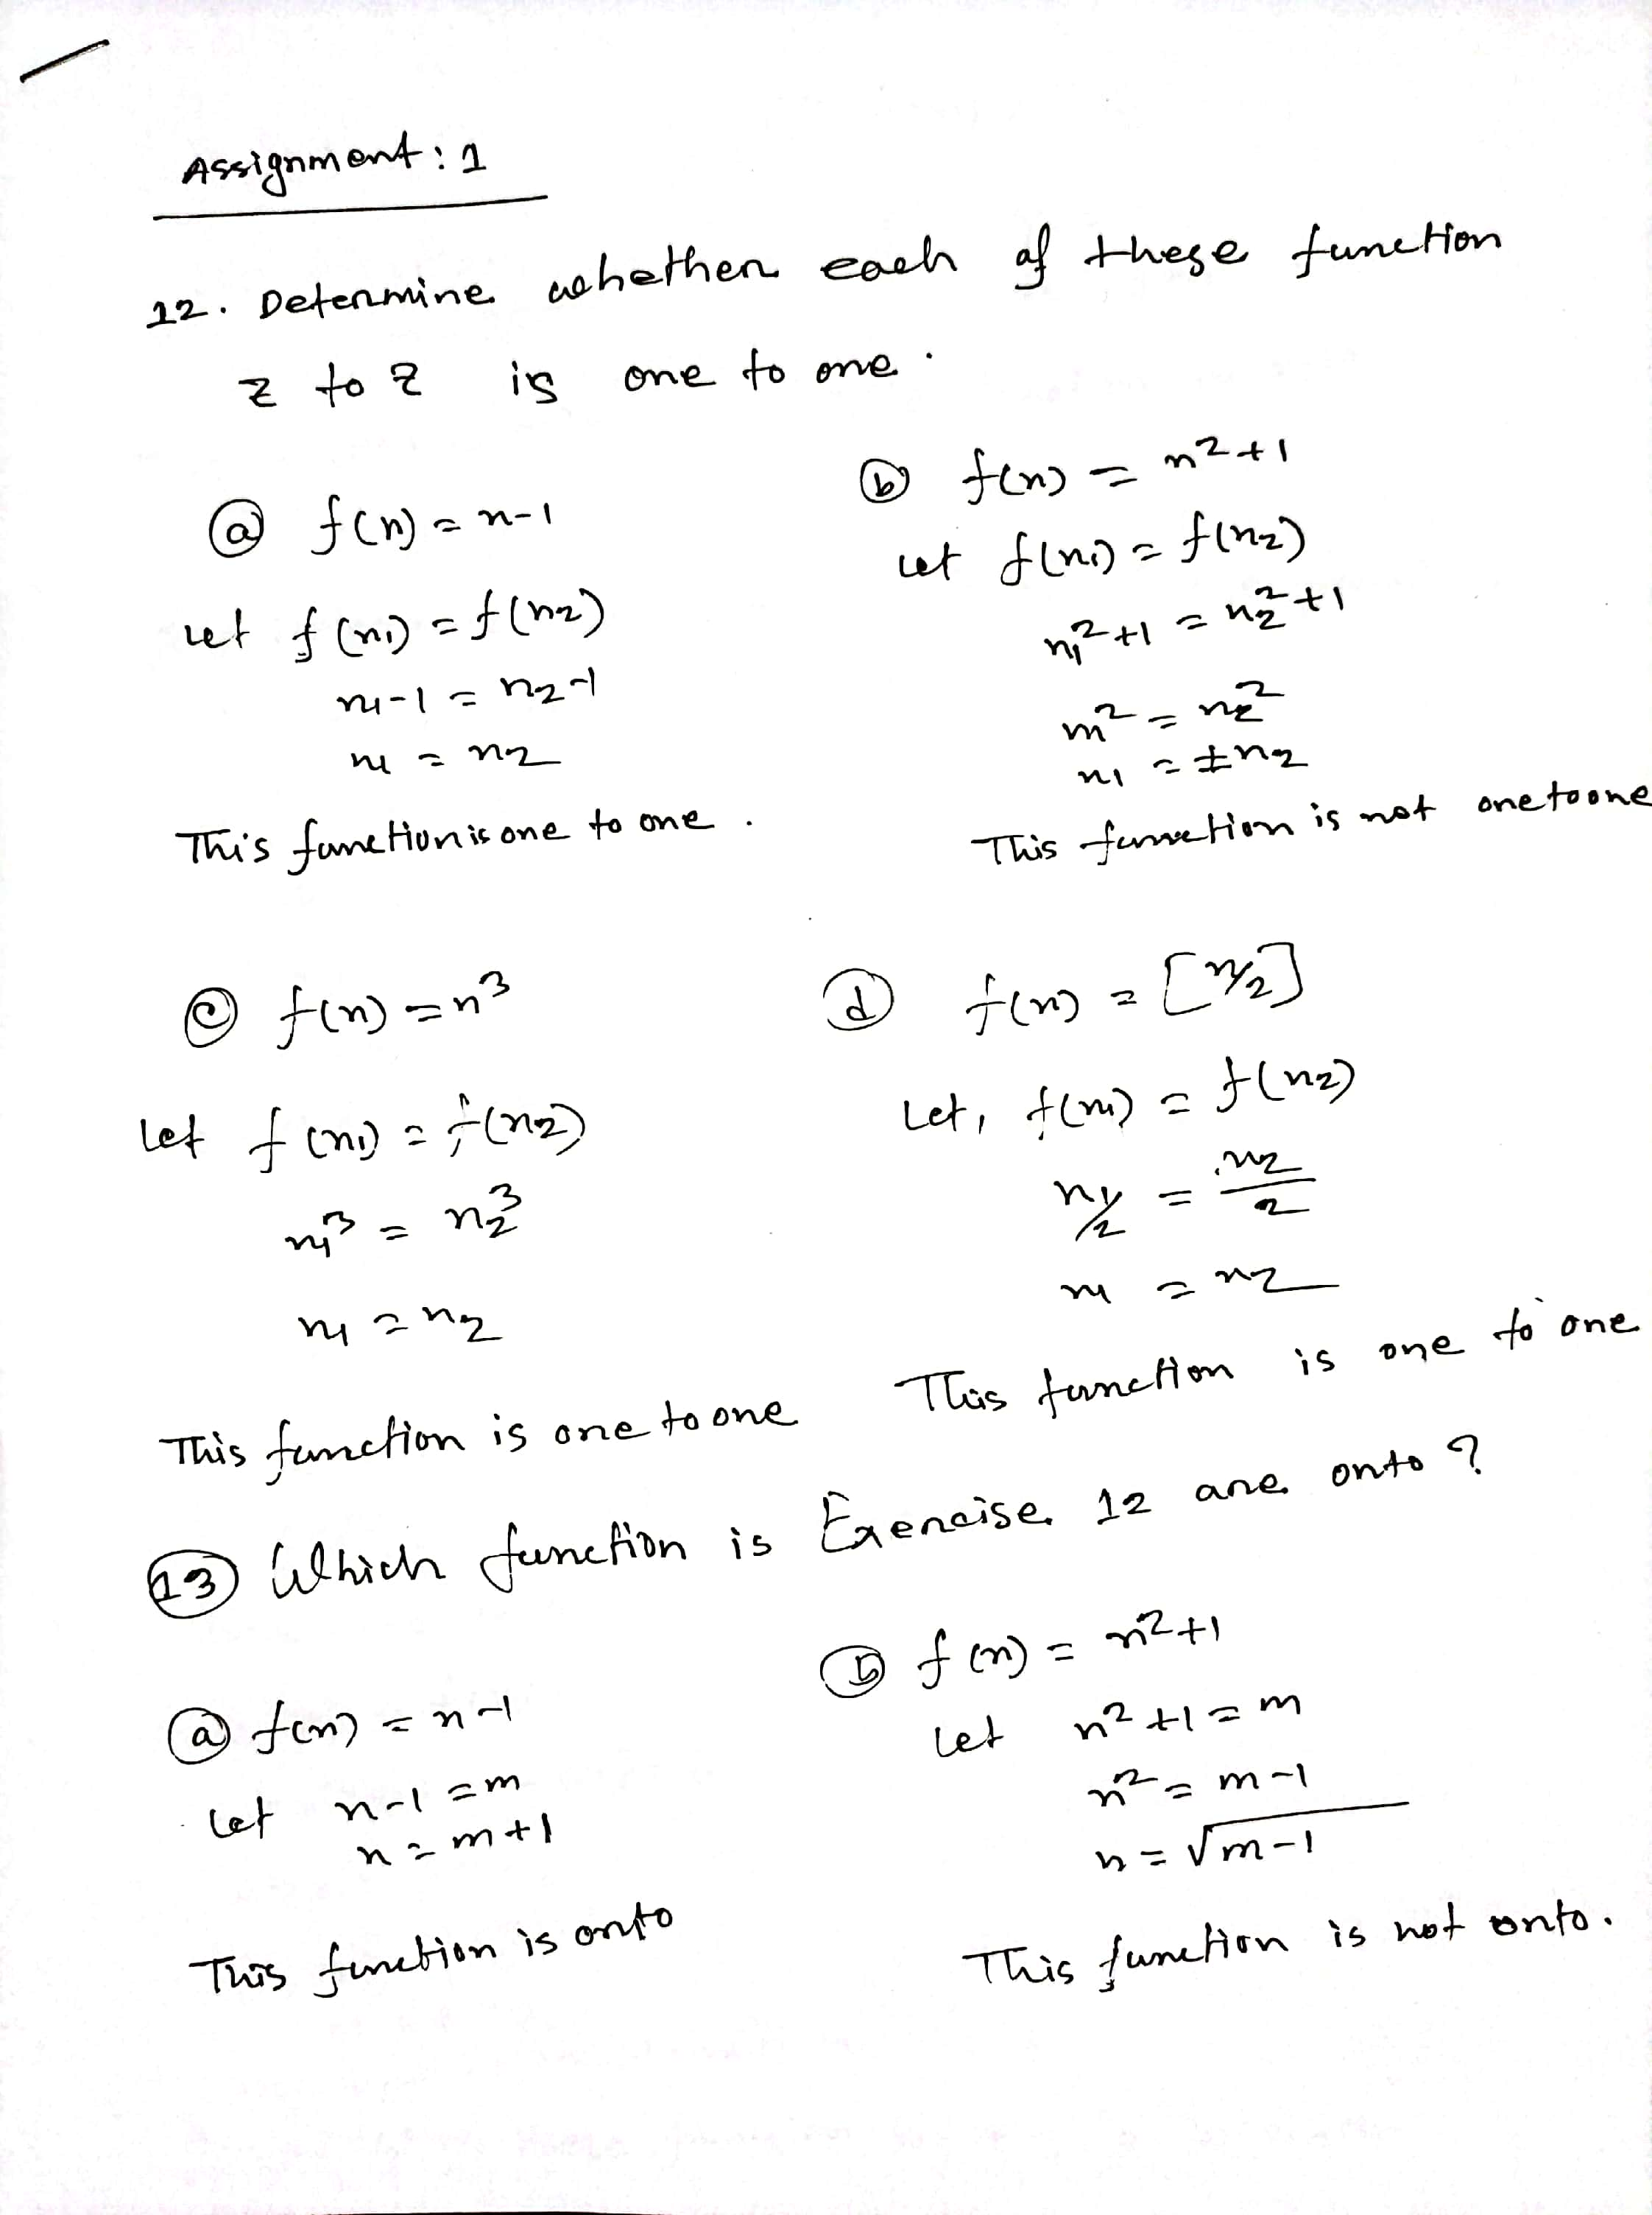 Assignment : 1
12. Determine whether each of these function
Z to Z is one to one .
ⓐ f(n) = n-1
Let f(n1) = f(n2)
n1-1 = n2-1
n1 = n2
This function is one to one .
ⓑ f(n) = n²+1
Let f(n1) = f(n2)
n1²+1 = n2²+1
n1² = n2²
n1 = ±n2
This function is not one to one
ⓒ f(n) = n³
Let f(n1) = f(n2)
n1³ = n2³
n1 = n2
This function is one to one
ⓓ f(n) = [n/2]
Let, f(n1) = f(n2)
n1/2 = n2/2
n1 = n2
This function is one to one
⑬ Which function is Exercise 12 are onto ?
ⓐ f(n) = n-1
Let n-1 = m
n = m+1
This function is onto
ⓑ f(n) = n²+1
Let n²+1 = m
n² = m-1
n = √m-1
This function is not onto.